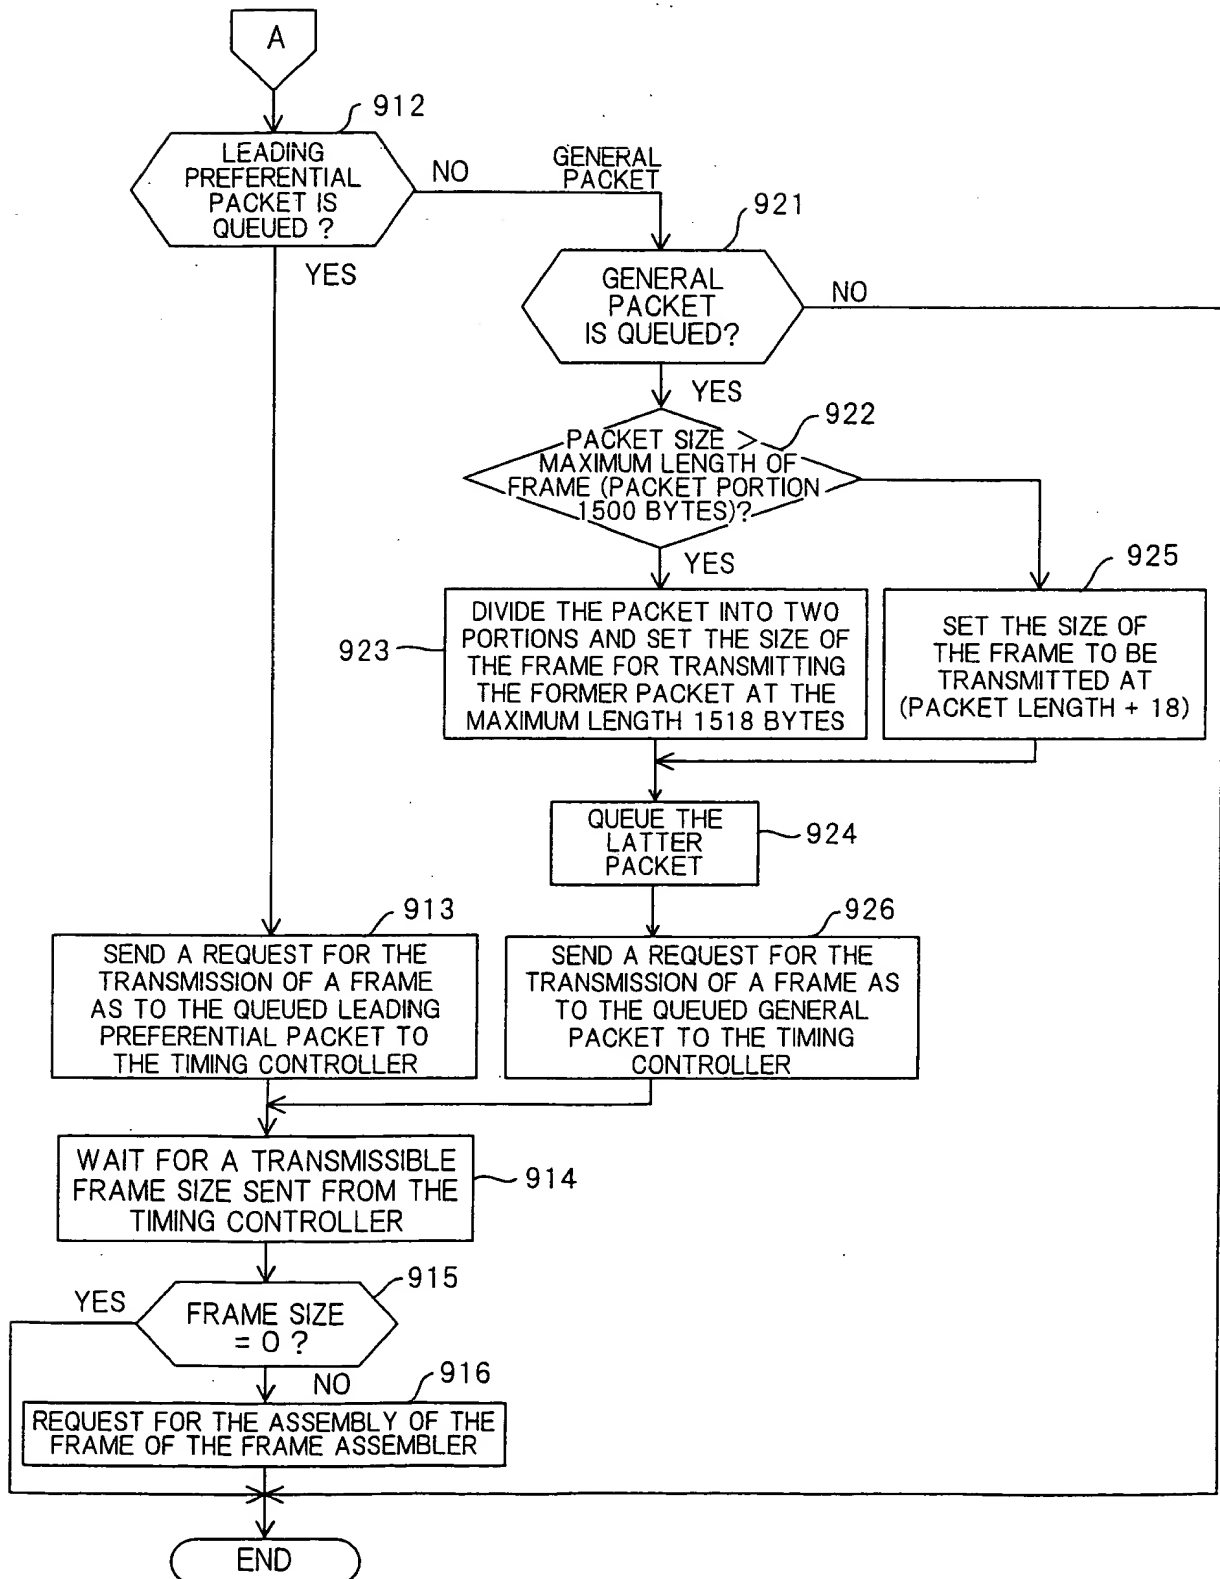 A
912
LEADING
PREFERENTIAL
PACKET IS
QUEUED ?
NO
GENERAL
PACKET
YES
921
GENERAL
PACKET
IS QUEUED?
NO
YES
922
PACKET SIZE >
MAXIMUM LENGTH OF
FRAME (PACKET PORTION
1500 BYTES)?
YES
923
DIVIDE THE PACKET INTO TWO
PORTIONS AND SET THE SIZE OF
THE FRAME FOR TRANSMITTING
THE FORMER PACKET AT THE
MAXIMUM LENGTH 1518 BYTES
925
SET THE SIZE OF
THE FRAME TO BE
TRANSMITTED AT
(PACKET LENGTH + 18)
QUEUE THE
LATTER
PACKET
924
913
SEND A REQUEST FOR THE
TRANSMISSION OF A FRAME
AS TO THE QUEUED LEADING
PREFERENTIAL PACKET TO
THE TIMING CONTROLLER
926
SEND A REQUEST FOR THE
TRANSMISSION OF A FRAME AS
TO THE QUEUED GENERAL
PACKET TO THE TIMING
CONTROLLER
WAIT FOR A TRANSMISSIBLE
FRAME SIZE SENT FROM THE
TIMING CONTROLLER
914
915
YES
FRAME SIZE
= 0 ?
NO
916
REQUEST FOR THE ASSEMBLY OF THE
FRAME OF THE FRAME ASSEMBLER
END